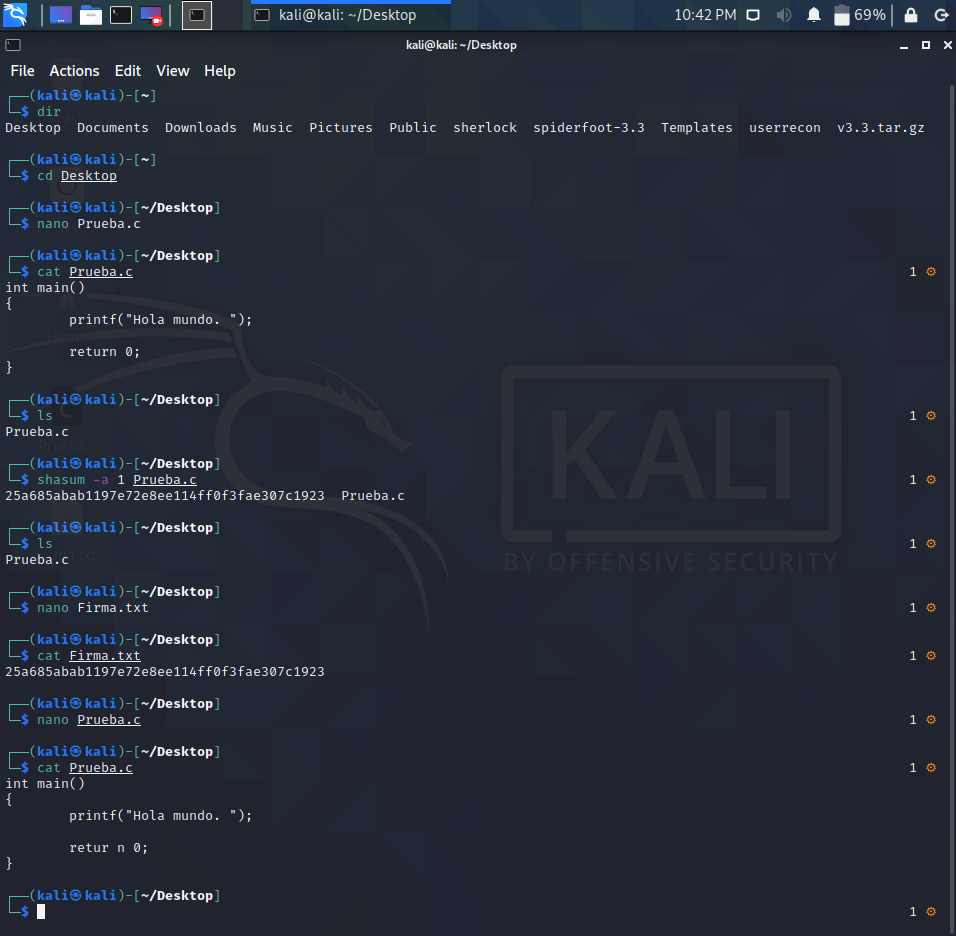 kali@kali: ~/Desktop
10:42 PM
69%
kali@kali: ~/Desktop
File Actions Edit View Help
┌──(kali㉿kali)-[~]
└─$ dir
Desktop Documents Downloads Music Pictures Public sherlock spiderfoot-3.3 Templates userrecon v3.3.tar.gz
┌──(kali㉿kali)-[~]
└─$ cd Desktop
┌──(kali㉿kali)-[~/Desktop]
└─$ nano Prueba.c
┌──(kali㉿kali)-[~/Desktop]
└─$ cat Prueba.c 1 ⚙
int main()
{
printf("Hola mundo. ");
return 0;
}
┌──(kali㉿kali)-[~/Desktop]
└─$ ls 1 ⚙
Prueba.c
┌──(kali㉿kali)-[~/Desktop]
└─$ shasum -a 1 Prueba.c 1 ⚙
25a685abab1197e72e8ee114ff0f3fae307c1923  Prueba.c
┌──(kali㉿kali)-[~/Desktop]
└─$ ls 1 ⚙
Prueba.c
┌──(kali㉿kali)-[~/Desktop]
└─$ nano Firma.txt 1 ⚙
┌──(kali㉿kali)-[~/Desktop]
└─$ cat Firma.txt 1 ⚙
25a685abab1197e72e8ee114ff0f3fae307c1923
┌──(kali㉿kali)-[~/Desktop]
└─$ nano Prueba.c 1 ⚙
┌──(kali㉿kali)-[~/Desktop]
└─$ cat Prueba.c 1 ⚙
int main()
{
printf("Hola mundo. ");
retur n 0;
}
┌──(kali㉿kali)-[~/Desktop]
└─$ 1 ⚙
KALI
BY OFFENSIVE SECURITY